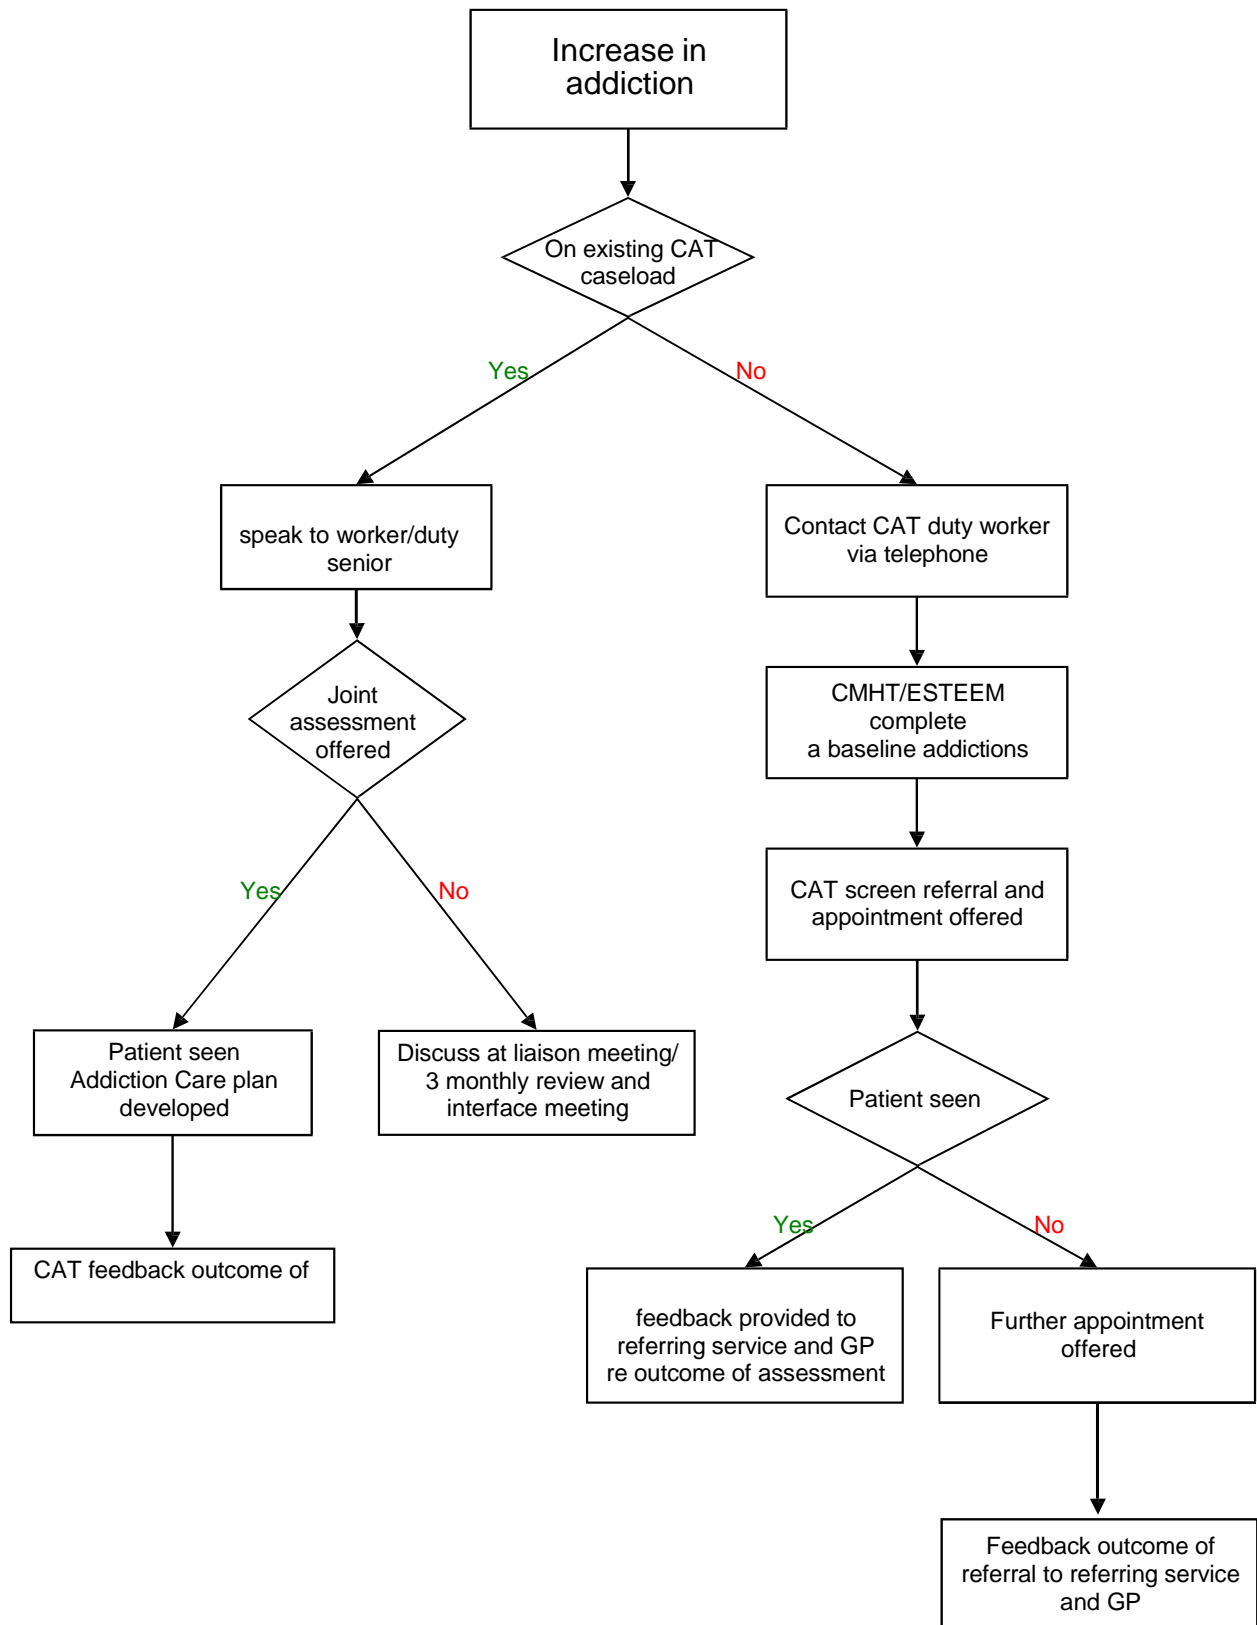 Increase in
addiction
On existing CAT
caseload
Yes
No
speak to worker/duty
senior
Contact CAT duty worker
via telephone
Joint
assessment
offered
CMHT/ESTEEM
complete
a baseline addictions
Yes
No
CAT screen referral and
appointment offered
Patient seen
Addiction Care plan
developed
Discuss at liaison meeting/
3 monthly review and
interface meeting
Patient seen
CAT feedback outcome of
Yes
No
feedback provided to
referring service and GP
re outcome of assessment
Further appointment
offered
Feedback outcome of
referral to referring service
and GP